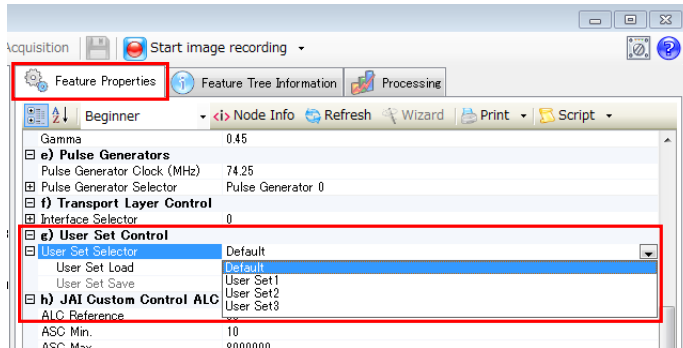 Acquisition Start image recording
Feature Properties Feature Tree Information Processing
Beginner <i> Node Info Refresh Wizard Print Script
Gamma 0.45
e) Pulse Generators
Pulse Generator Clock (MHz) 74.25
Pulse Generator Selector Pulse Generator 0
f) Transport Layer Control
Interface Selector 0
g) User Set Control
User Set Selector Default
User Set Load Default
User Set1
User Set Save
User Set2
h) JAI Custom Control ALC
User Set3
ALC Reference
ASC Min. 10
ASC Max 8000000